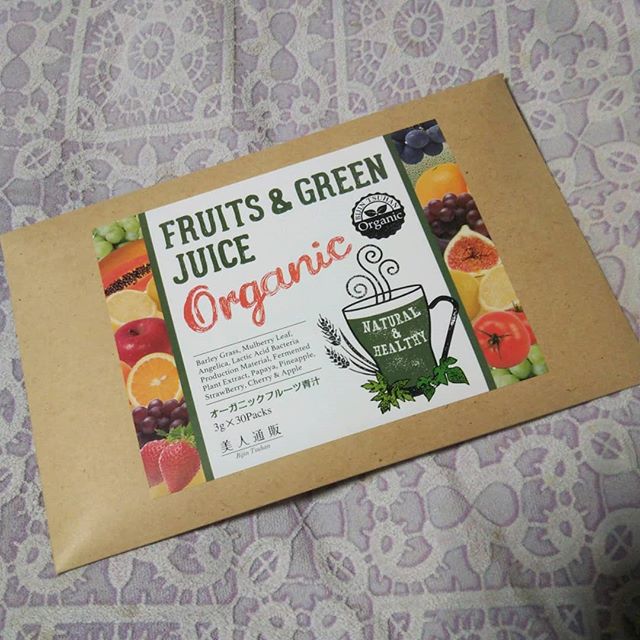 FRUITS & GREEN
JUICE
Organic
BIJIN TSUHAN
Organic
NATURAL
&
HEALTHY
Barley Grass, Mulberry Leaf,
Angelica, Lactic Acid Bacteria
Production Material, Fermented
Plant Extract, Papaya, Pineapple,
StrawBerry, Cherry & Apple
オーガニックフルーツ青汁
3g×30Packs
美人通販
Bijin Tsuhan